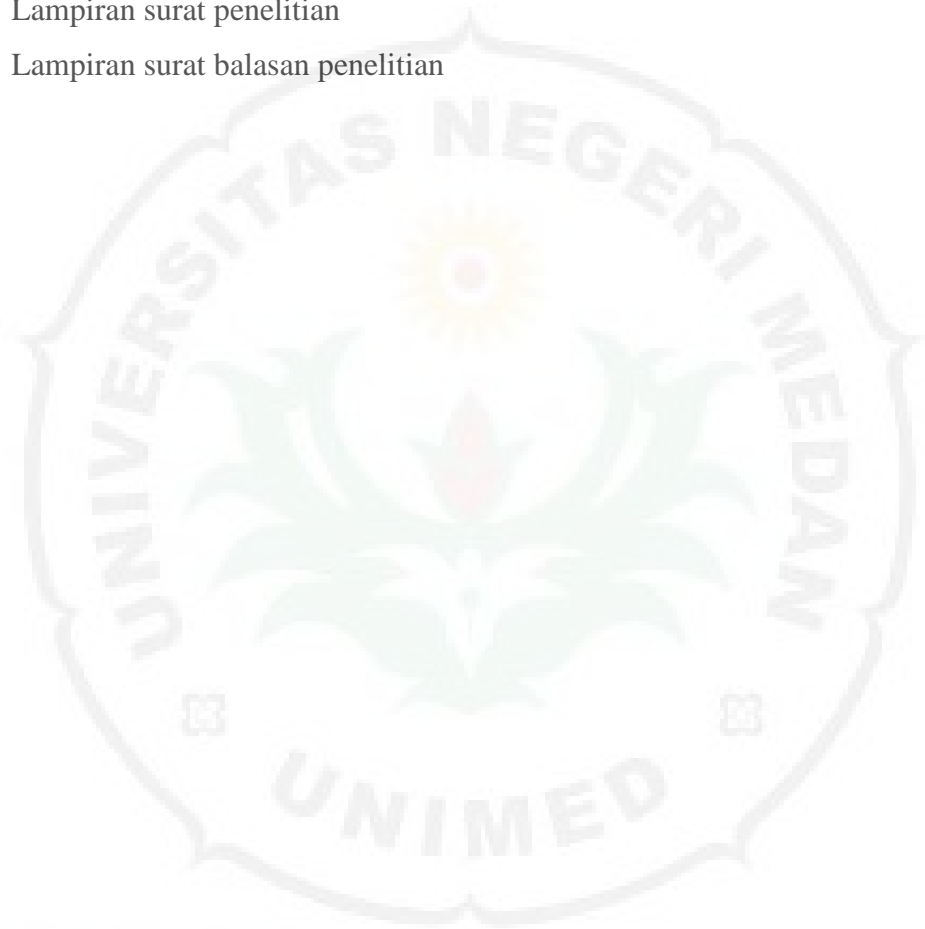 Lampiran surat penelitian
Lampiran surat balasan penelitian
UNIVERSITAS NEGERI MEDAN
UNIMED